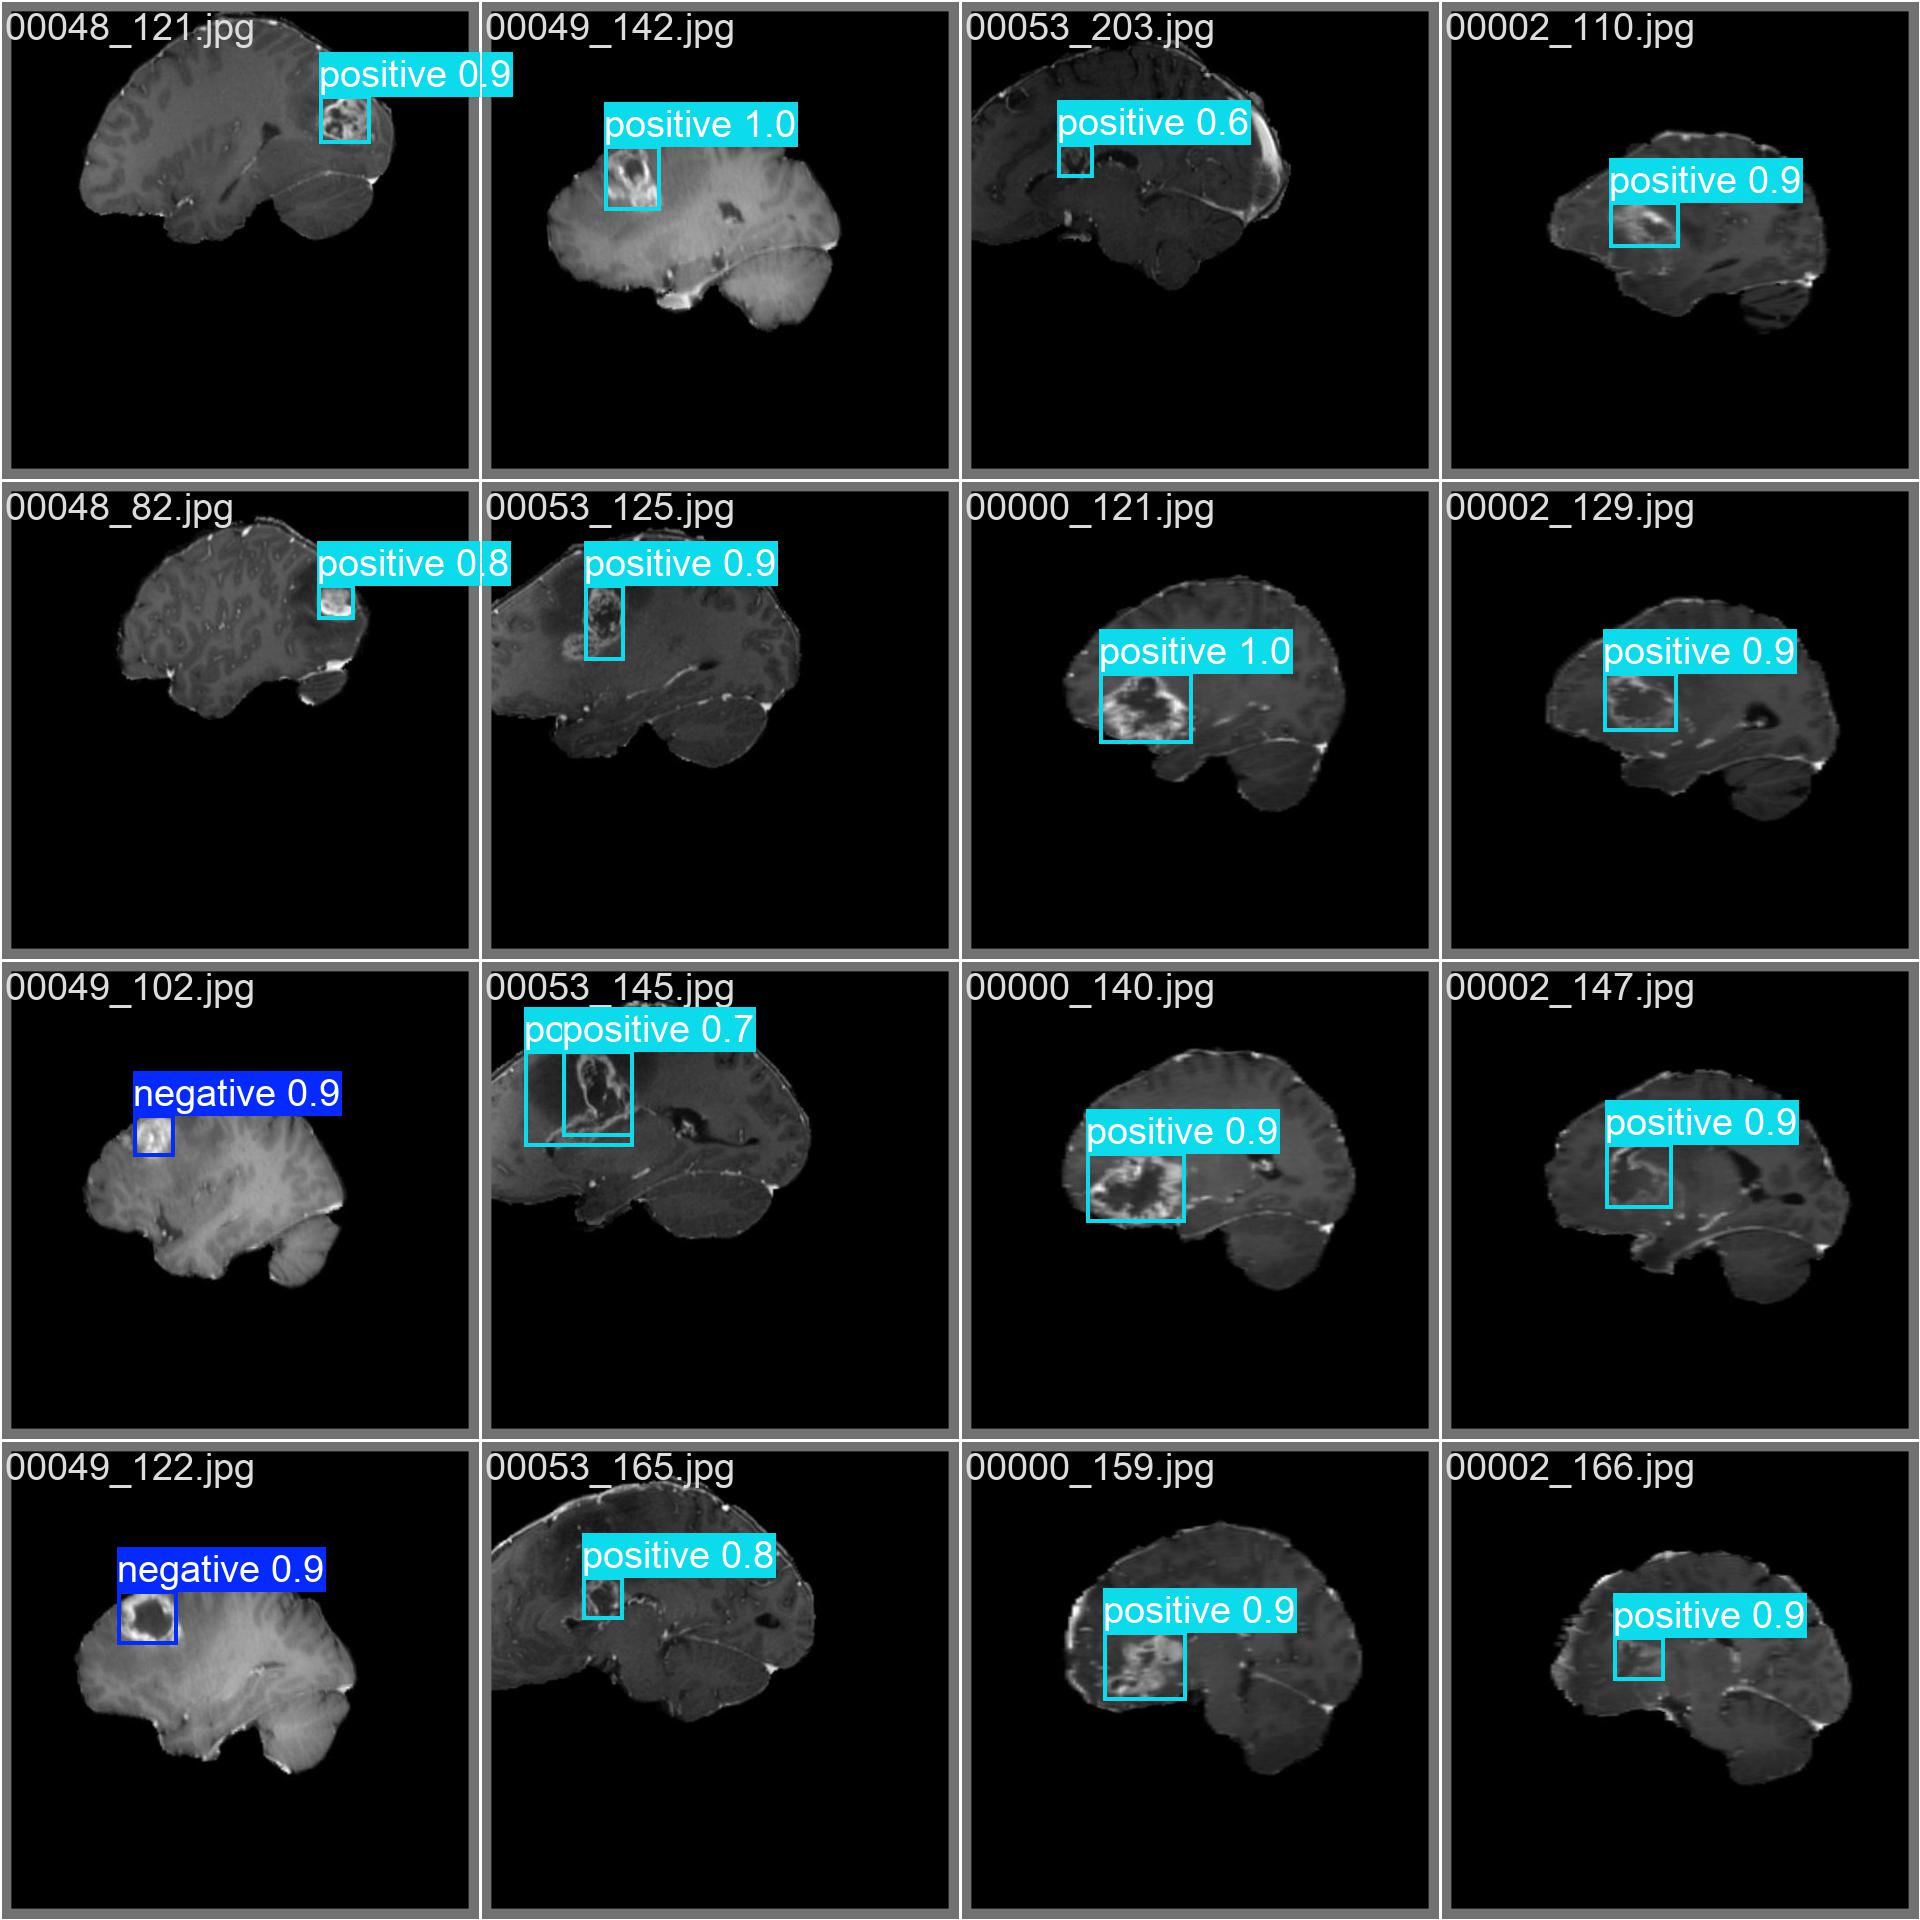 00048_121.jpg
positive 0.9
00049_142.jpg
positive 1.0
00053_203.jpg
positive 0.6
00002_110.jpg
positive 0.9
00048_82.jpg
positive 0.8
00053_125.jpg
positive 0.9
00000_121.jpg
positive 1.0
00002_129.jpg
positive 0.9
00049_102.jpg
negative 0.9
00053_145.jpg
po
positive 0.7
00000_140.jpg
positive 0.9
00002_147.jpg
positive 0.9
00049_122.jpg
negative 0.9
00053_165.jpg
positive 0.8
00000_159.jpg
positive 0.9
00002_166.jpg
positive 0.9